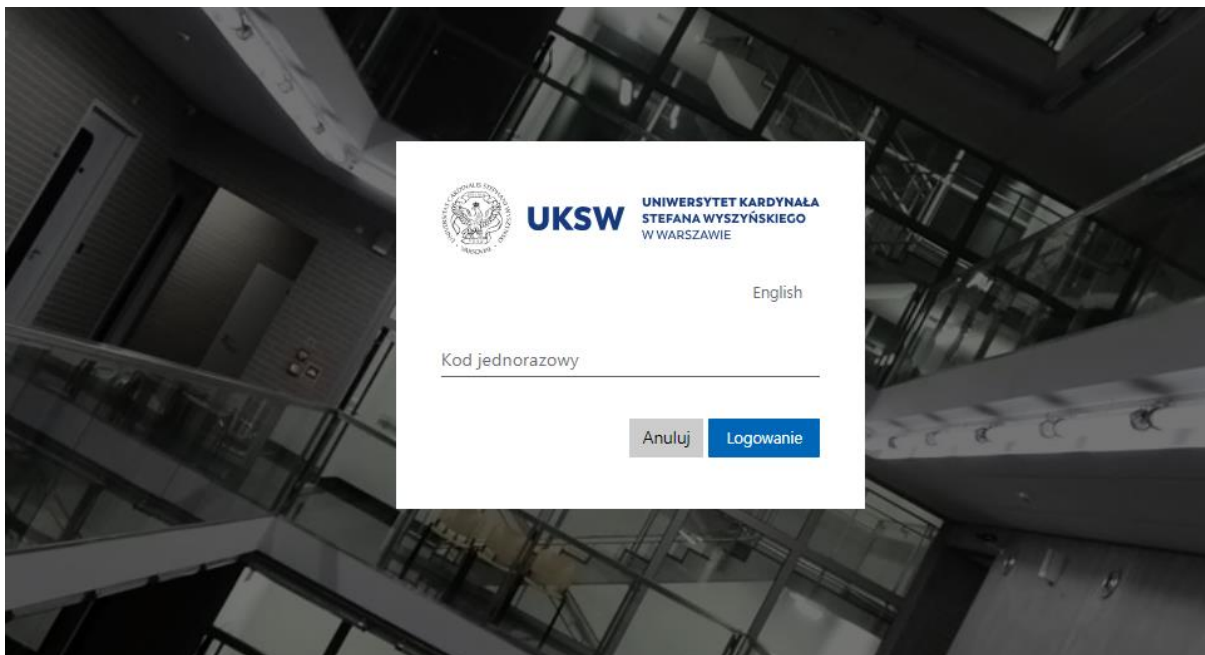 UKSW
UNIWERSYTET KARDYNAŁA
STEFANA WYSZYŃSKIEGO
W WARSZAWIE
English
Kod jednorazowy
Anuluj Logowanie